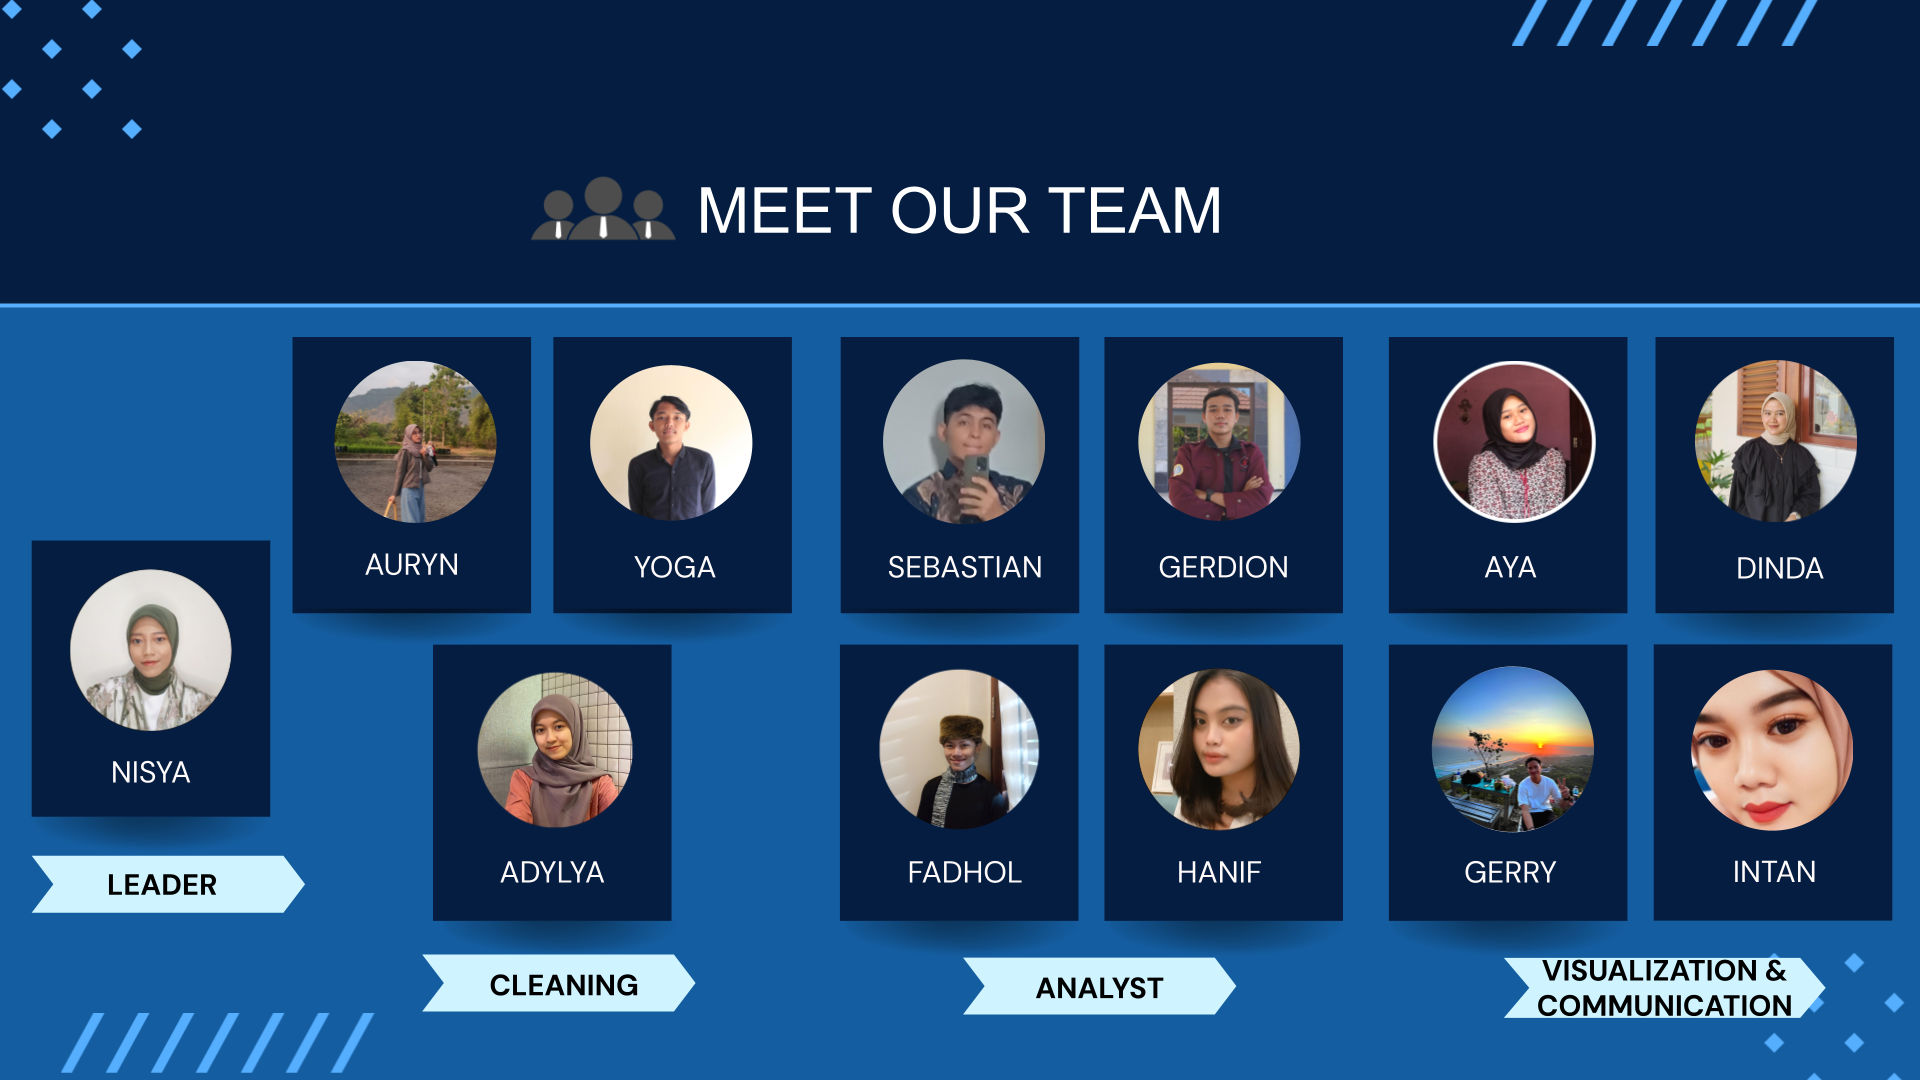 MEET OUR TEAM
NISYA
LEADER
AURYN
YOGA
ADYLYA
CLEANING
SEBASTIAN
GERDION
FADHOL
HANIF
ANALYST
AYA
DINDA
GERRY
INTAN
VISUALIZATION &
COMMUNICATION